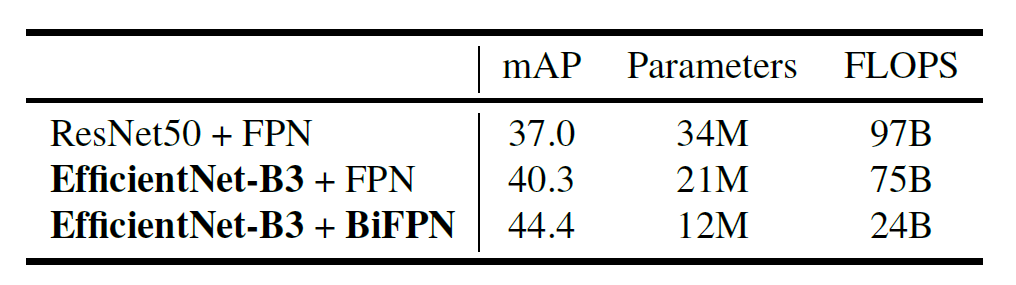 mAP Parameters FLOPS
ResNet50 + FPN 37.0 34M 97B
EfficientNet-B3 + FPN 40.3 21M 75B
EfficientNet-B3 + BiFPN 44.4 12M 24B